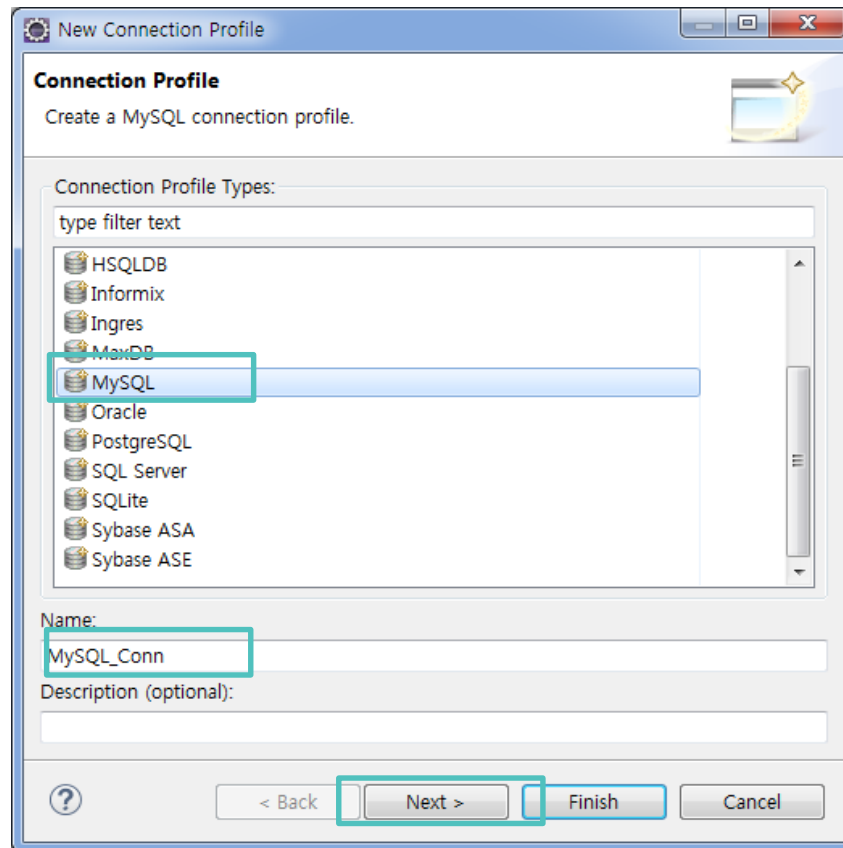 New Connection Profile
Connection Profile
Create a MySQL connection profile.
Connection Profile Types:
type filter text
HSQLDB
Informix
Ingres
MaxDB
MySQL
Oracle
PostgreSQL
SQL Server
SQLite
Sybase ASA
Sybase ASE
Name:
MySQL_Conn
Description (optional):
? < Back Next > Finish Cancel